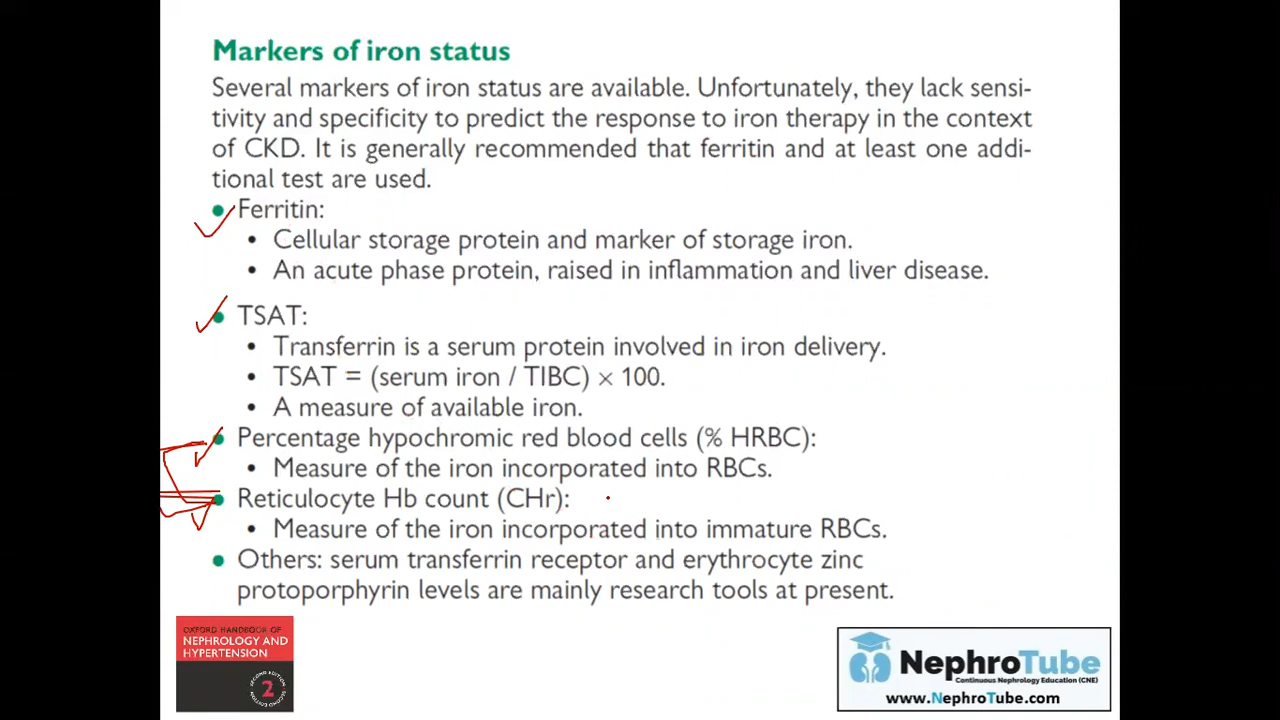 Markers of iron status
Several markers of iron status are available. Unfortunately, they lack sensi-
tivity and specificity to predict the response to iron therapy in the context
of CKD. It is generally recommended that ferritin and at least one addi-
tional test are used.
• Ferritin:
• Cellular storage protein and marker of storage iron.
• An acute phase protein, raised in inflammation and liver disease.
• TSAT:
• Transferrin is a serum protein involved in iron delivery.
• TSAT = (serum iron / TIBC) × 100.
• A measure of available iron.
• Percentage hypochromic red blood cells (% HRBC):
• Measure of the iron incorporated into RBCs.
• Reticulocyte Hb count (CHr):
• Measure of the iron incorporated into immature RBCs.
• Others: serum transferrin receptor and erythrocyte zinc
protoporphyrin levels are mainly research tools at present.
OXFORD HANDBOOK OF
NEPHROLOGY AND
HYPERTENSION
SECOND EDITION
2
NephroTube
Continuous Nephrology Education (CNE)
www.NephroTube.com